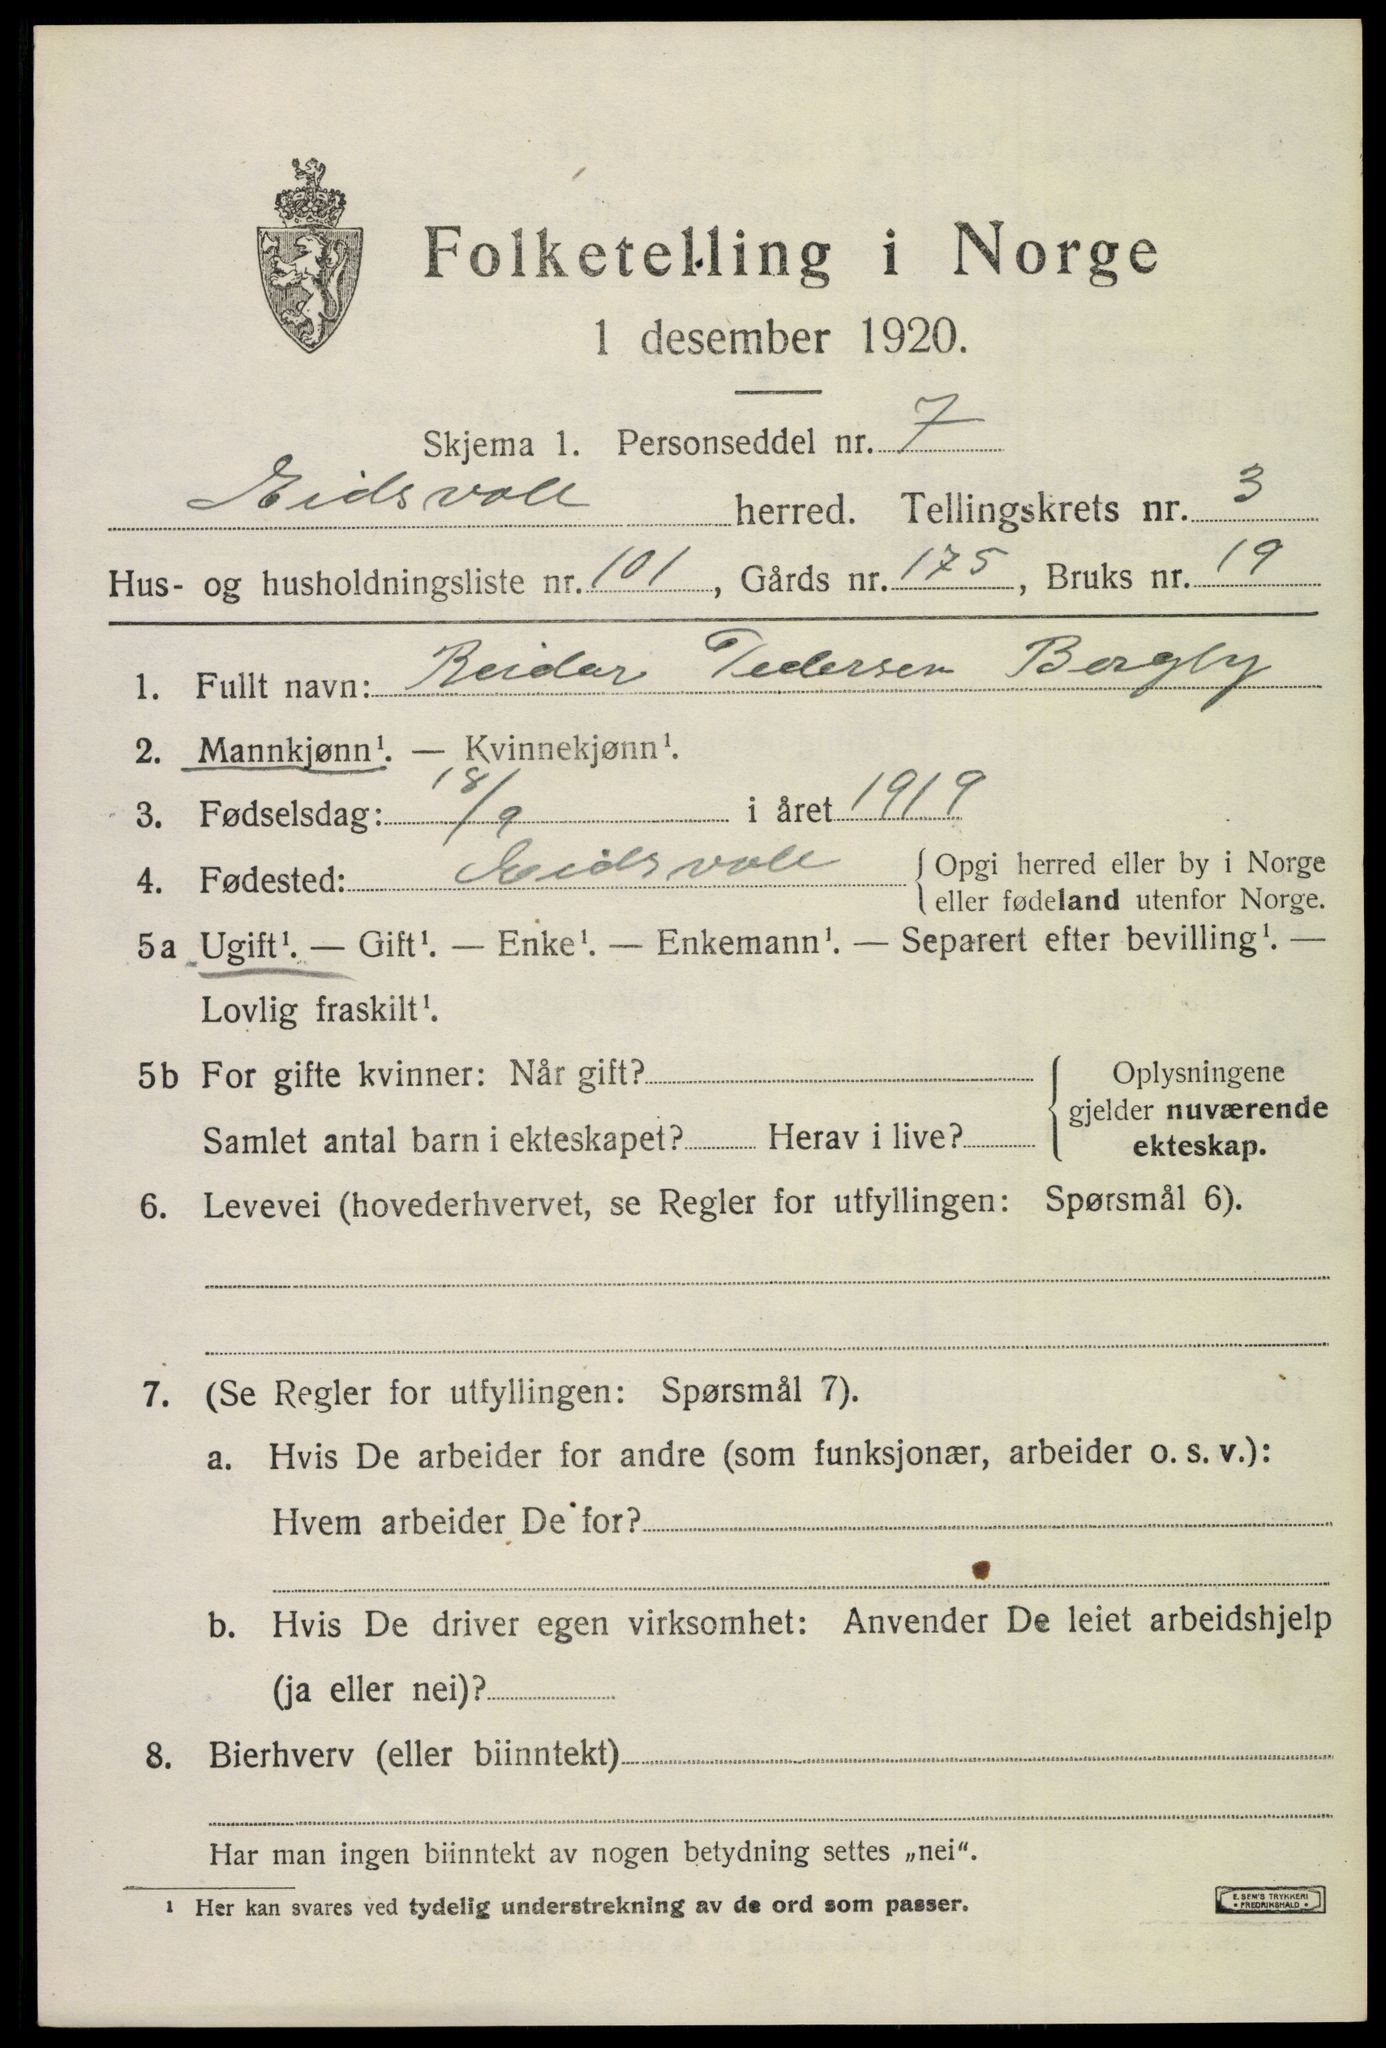 Folketelling i Norge
1 desember 1920.
Skjema 1. Personseddel nr. 7
Eidsvoll herred. Tellingskrets nr. 3
Hus- og husholdningsliste nr. 101, Gårds nr. 175, Bruks nr. 19
1. Fullt navn: Reidar Pedersen Bergby
2. Mannkjønn¹. — Kvinnekjønn¹.
3. Fødselsdag: 18/9 i året 1919
4. Fødested: Eidsvoll { Opgi herred eller by i Norge
eller fødeland utenfor Norge.
5a Ugift¹. — Gift¹. — Enke¹. — Enkemann¹. — Separert efter bevilling¹. —
Lovlig fraskilt¹.
5b For gifte kvinner: Når gift? { Oplysningene
gjelder nuværende
Samlet antal barn i ekteskapet? Herav i live? ekteskap.
6. Levevei (hovederhvervet, se Regler for utfyllingen: Spørsmål 6).
7. (Se Regler for utfyllingen: Spørsmål 7).
a. Hvis De arbeider for andre (som funksjonær, arbeider o. s. v.):
Hvem arbeider De for?
b. Hvis De driver egen virksomhet: Anvender De leiet arbeidshjelp
(ja eller nei)?
8. Bierhverv (eller biinntekt)
Har man ingen biinntekt av nogen betydning settes „nei“.
¹ Her kan svares ved tydelig understrekning av de ord som passer.
E. SEM'S TRYKKERI
• FREDRIKSHALD •